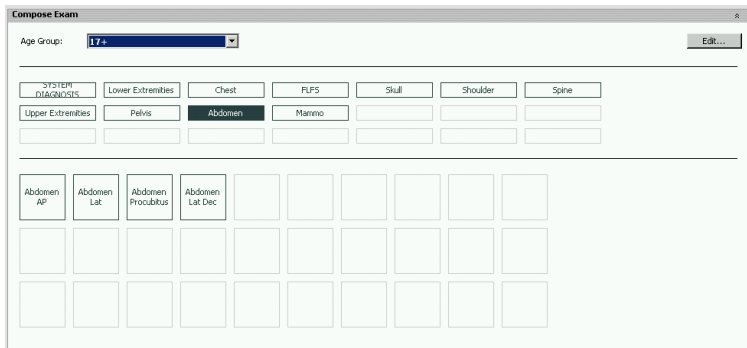 Compose Exam
Age Group: 17+ Edit...
SYSTEM DIAGNOSIS Lower Extremities Chest FLFS Skull Shoulder Spine
Upper Extremities Pelvis Abdomen Mammo
Abdomen AP Abdomen Lat Abdomen Procubitus Abdomen Lat Dec